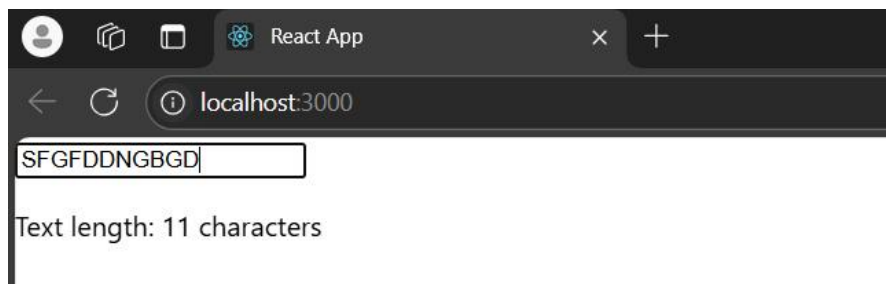 React App
localhost:3000
SFGFDDNGBGD
Text length: 11 characters